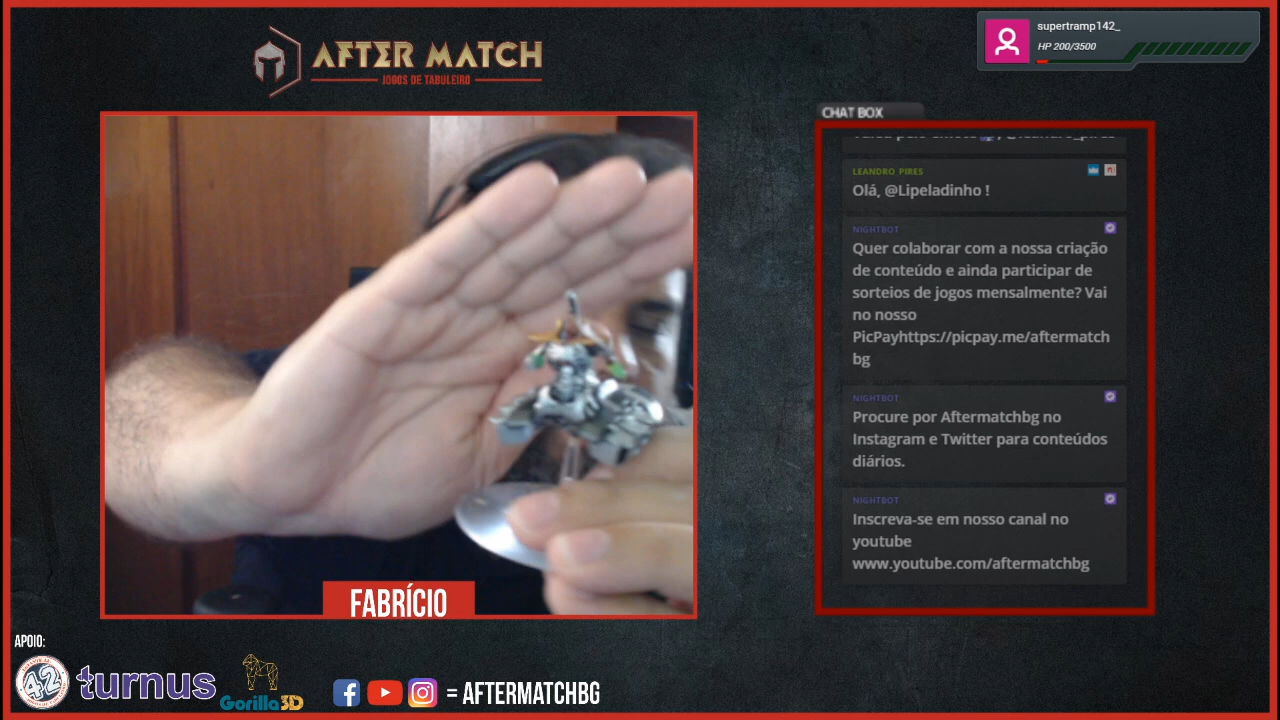 AFTER MATCH
JOGOS DE TABULEIRO
supertramp142_
HP 200/3500
CHAT BOX
LEANDRO_PIRES
Olá, @Lipeladinho !
NIGHTBOT
Quer colaborar com a nossa criação
de conteúdo e ainda participar de
sorteios de jogos mensalmente? Vai
no nosso
PicPayhttps://picpay.me/aftermatch
bg
NIGHTBOT
Procure por Aftermatchbg no
Instagram e Twitter para conteúdos
diários.
NIGHTBOT
Inscreva-se em nosso canal no
youtube
www.youtube.com/aftermatchbg
FABRÍCIO
APOIO:
42
turnus
Gorilla3D
= AFTERMATCHBG